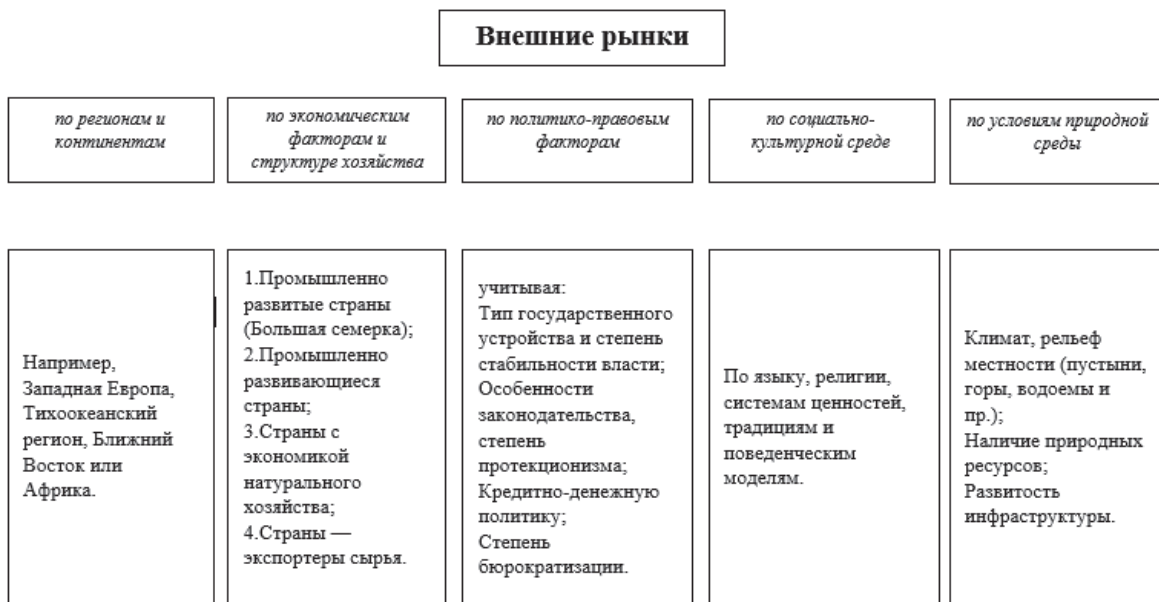 Внешние рынки
по регионам и
континентам
по экономическим
факторам и
структуре хозяйства
по политико-правовым
факторам
по социально-
культурной среде
по условиям природной
среды
Например,
Западная Европа,
Тихоокеанский
регион, Ближний
Восток или
Африка.
1.Промышленно
развитые страны
(Большая семерка);
2.Промышленно
развивающиеся
страны;
3.Страны с
экономикой
натурального
хозяйства;
4.Страны —
экспортеры сырья.
учитывая:
Тип государственного
устройства и степень
стабильности власти;
Особенности
законодательства,
степень
протекционизма;
Кредитно-денежную
политику;
Степень
бюрократизации.
По языку, религии,
системам ценностей,
традициям и
поведенческим
моделям.
Климат, рельеф
местности (пустыни,
горы, водоемы и
пр.);
Наличие природных
ресурсов;
Развитость
инфраструктуры.